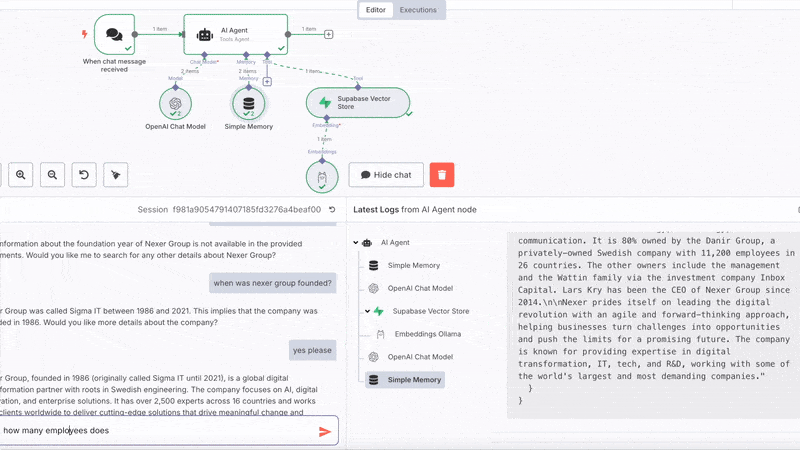 Editor Executions
1 item
AI Agent
Tools Agent
1 item
When chat message
received
Chat Model*
Memory
Tool
2 items
2 items
1 item
Model
Memory
Tool
OpenAI Chat Model
Simple Memory
Supabase Vector
Store
Embedding*
1 item
Embeddings
Hide chat
Session f981a9054791407185fd3276a4beaf00
nformation about the foundation year of Nexer Group is not available in the provided
ments. Would you like me to search for any other details about Nexer Group?
when was nexer group founded?
r Group was called Sigma IT between 1986 and 2021. This implies that the company was
ded in 1986. Would you like more details about the company?
yes please
r Group, founded in 1986 (originally called Sigma IT until 2021), is a global digital
formation partner with roots in Swedish engineering. The company focuses on AI, digital
vation, and enterprise solutions. It has over 2,500 experts across 16 countries and works
clients worldwide to deliver cutting-edge solutions that drive meaningful change and
how many employees does
Latest Logs from AI Agent node
AI Agent
Simple Memory
OpenAI Chat Model
Supabase Vector Store
Embeddings Ollama
OpenAI Chat Model
Simple Memory
communication. It is 80% owned by the Danir Group, a
privately-owned Swedish company with 11,200 employees in
26 countries. The other owners include the management
and the Wattin family via the investment company Inbox
Capital. Lars Kry has been the CEO of Nexer Group since
2014.\n\nNexer prides itself on leading the digital
revolution with an agile and forward-thinking approach,
helping businesses turn challenges into opportunities
and push the limits for a promising future. The company
is known for providing expertise in digital
transformation, IT, tech, and R&D, working with some of
the world's largest and most demanding companies."
}
}